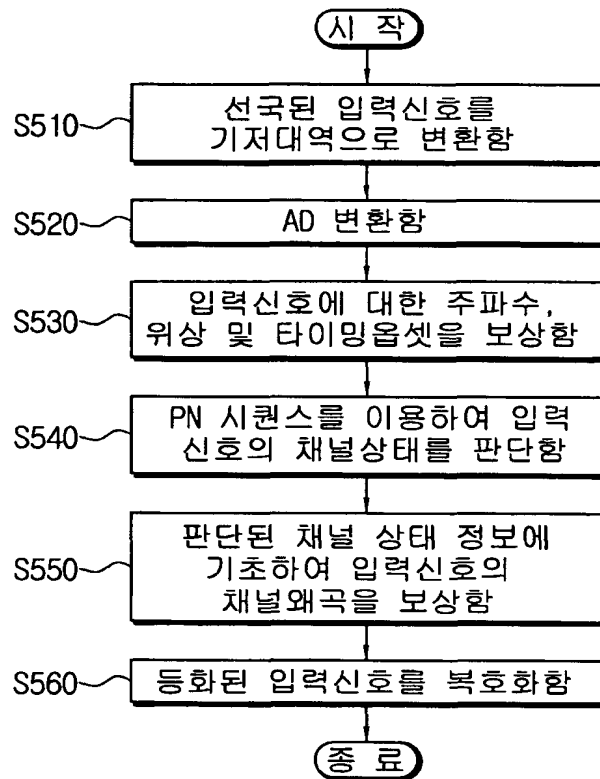 시 작
S510
선국된 입력신호를
기저대역으로 변환함
S520
AD 변환함
S530
입력신호에 대한 주파수,
위상 및 타이밍옵셋을 보상함
S540
PN 시퀀스를 이용하여 입력
신호의 채널상태를 판단함
S550
판단된 채널 상태 정보에
기초하여 입력신호의
채널왜곡을 보상함
S560
등화된 입력신호를 복호화함
종 료